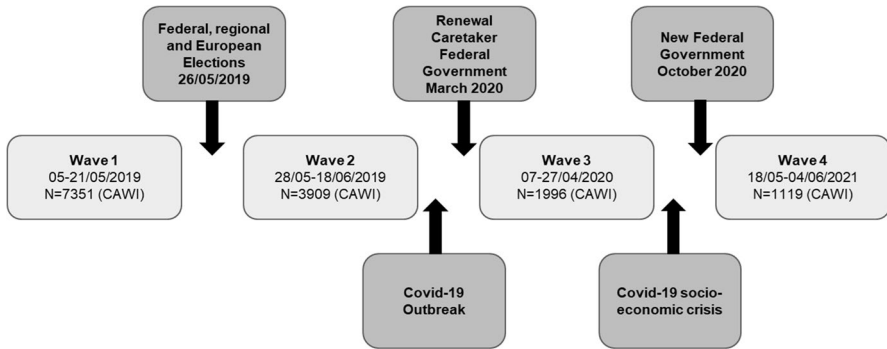 Federal, regional
and European
Elections
26/05/2019
Renewal
Caretaker
Federal
Government
March 2020
New Federal
Government
October 2020
Wave 1
05-21/05/2019
N=7351 (CAWI)
Wave 2
28/05-18/06/2019
N=3909 (CAWI)
Wave 3
07-27/04/2020
N=1996 (CAWI)
Wave 4
18/05-04/06/2021
N=1119 (CAWI)
Covid-19
Outbreak
Covid-19 socio-
economic crisis